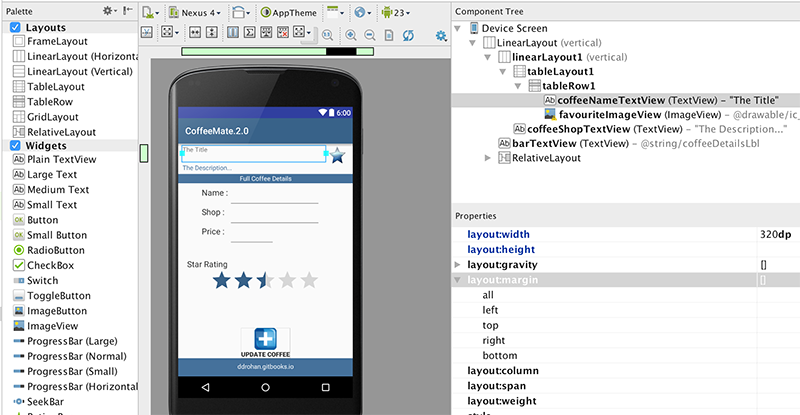 Palette
Layouts
FrameLayout
LinearLayout (Horizonta
LinearLayout (Vertical)
TableLayout
TableRow
GridLayout
RelativeLayout
Widgets
Plain TextView
Large Text
Medium Text
Small Text
Button
Small Button
RadioButton
CheckBox
Switch
ToggleButton
ImageButton
ImageView
ProgressBar (Large)
ProgressBar (Normal)
ProgressBar (Small)
ProgressBar (Horizontal
SeekBar
Nexus 4
AppTheme
23
6:00
CoffeeMate.2.0
The Title
The Description...
Full Coffee Details
Name :
Shop :
Price :
Star Rating
UPDATE COFFEE
ddrohan.gitbooks.io
Component Tree
Device Screen
LinearLayout (vertical)
linearLayout1 (vertical)
tableLayout1
tableRow1
coffeeNameTextView (TextView) – "The Title"
favouriteImageView (ImageView) – @drawable/ic_
coffeeShopTextView (TextView) – "The Description..."
barTextView (TextView) – @string/coffeeDetailsLbl
RelativeLayout
Properties
layout:width 320dp
layout:height
layout:gravity []
layout:margin []
all
left
top
right
bottom
layout:column
layout:span
layout:weight